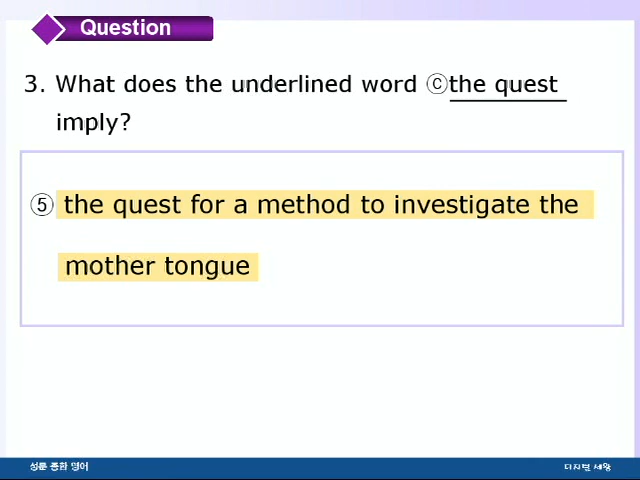 Question
3. What does the underlined word ⓒthe quest
imply?
⑤ the quest for a method to investigate the
mother tongue
성문 종합 영어
디지털 세왕